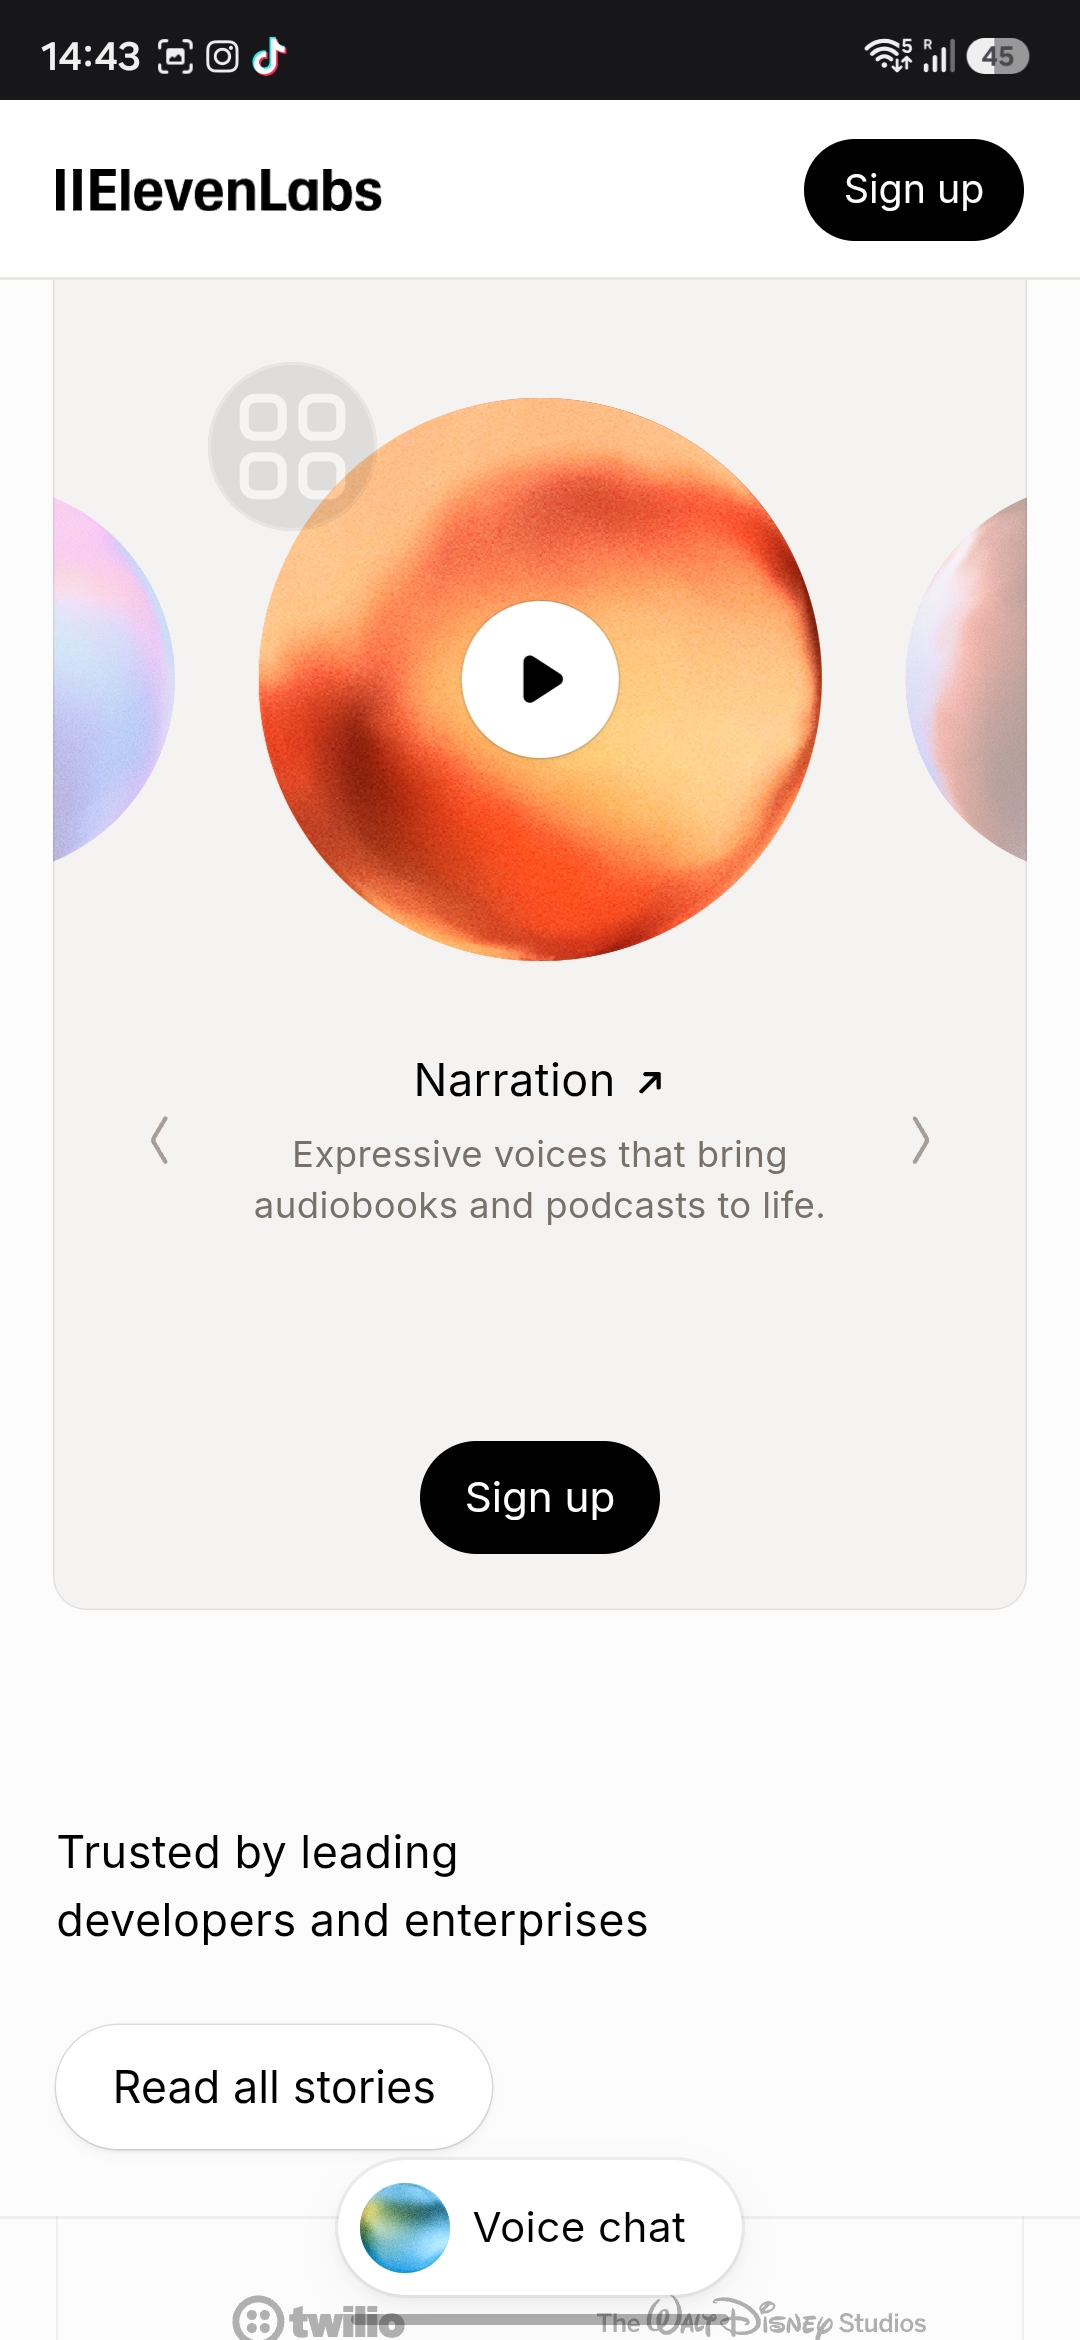 14:43
5
R
45
IIElevenLabs
Sign up
Narration
Expressive voices that bring
audiobooks and podcasts to life.
Sign up
Trusted by leading
developers and enterprises
Read all stories
Voice chat
twilio
The Walt Disney Studios